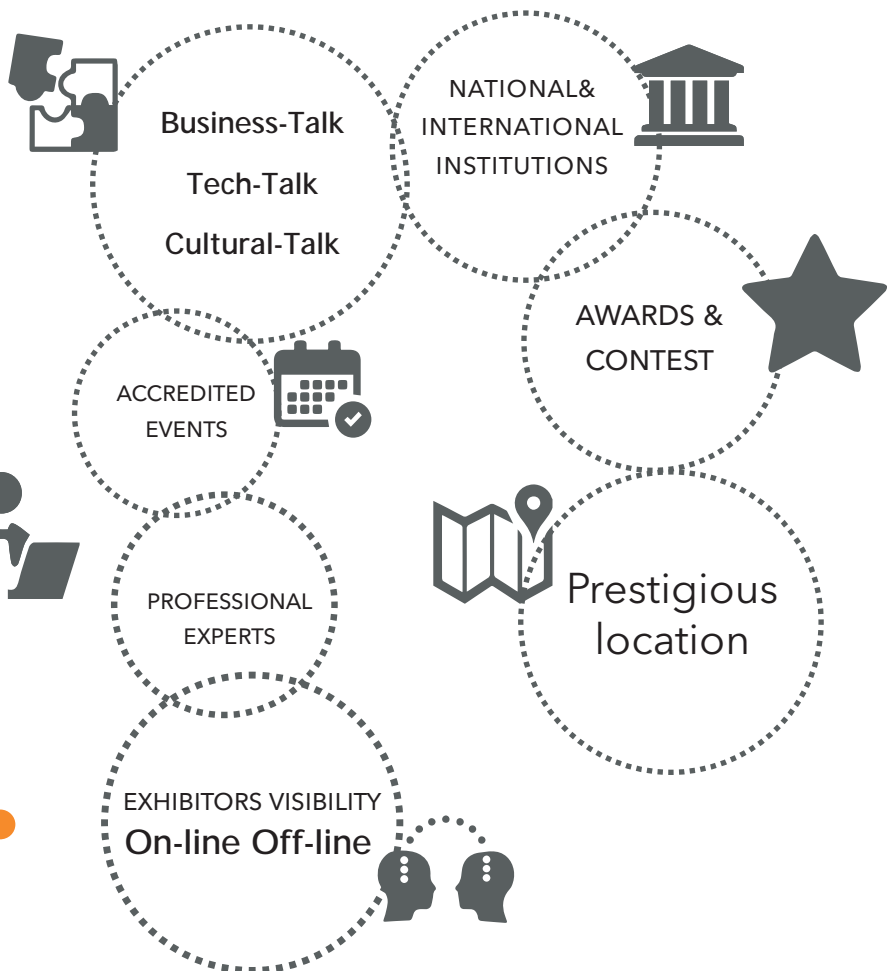 Business-Talk
Tech-Talk
Cultural-Talk
NATIONAL&
INTERNATIONAL
INSTITUTIONS
AWARDS &
CONTEST
ACCREDITED
EVENTS
Prestigious
location
PROFESSIONAL
EXPERTS
EXHIBITORS VISIBILITY
On-line Off-line